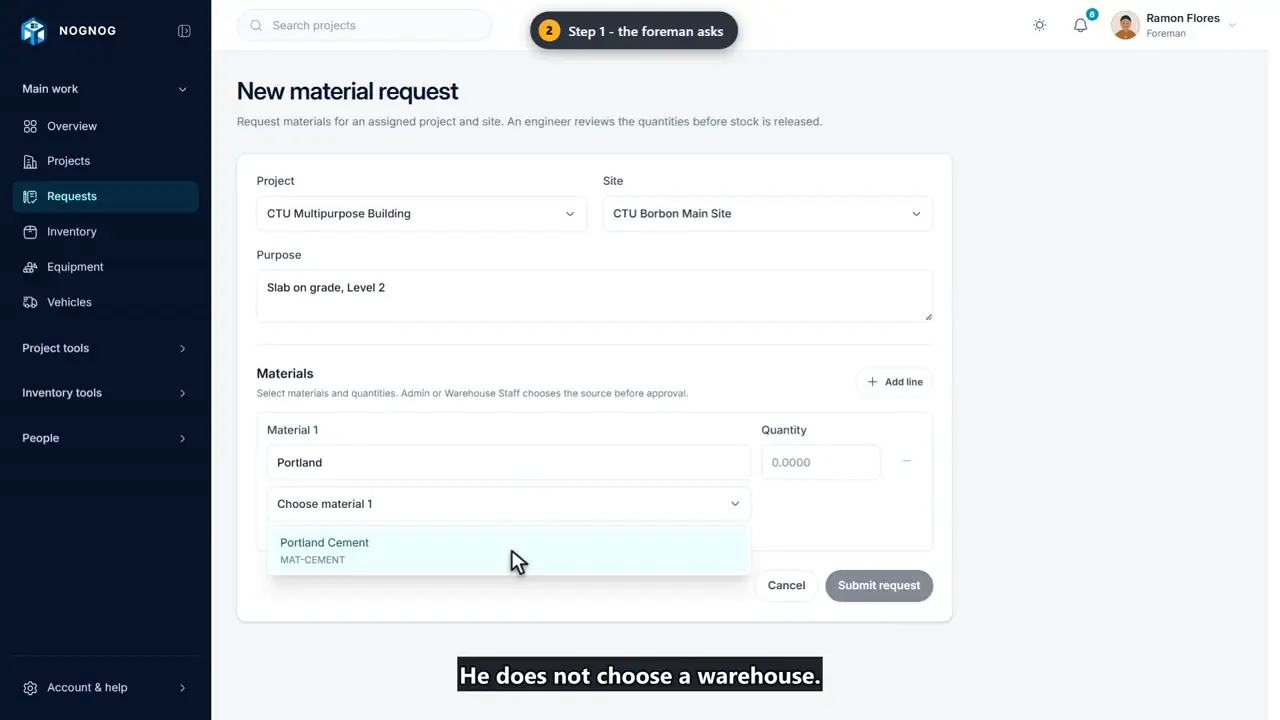 NOGNOG
Search projects
2 Step 1 - the foreman asks
6
Ramon Flores
Foreman
Main work
Overview
Projects
Requests
Inventory
Equipment
Vehicles
Project tools
Inventory tools
People
Account & help
New material request
Request materials for an assigned project and site. An engineer reviews the quantities before stock is released.
Project
Site
CTU Multipurpose Building
CTU Borbon Main Site
Purpose
Slab on grade, Level 2
Materials
Select materials and quantities. Admin or Warehouse Staff chooses the source before approval.
Add line
Material 1
Quantity
Portland
0.0000
Choose material 1
Portland Cement
MAT-CEMENT
Cancel
Submit request
He does not choose a warehouse.